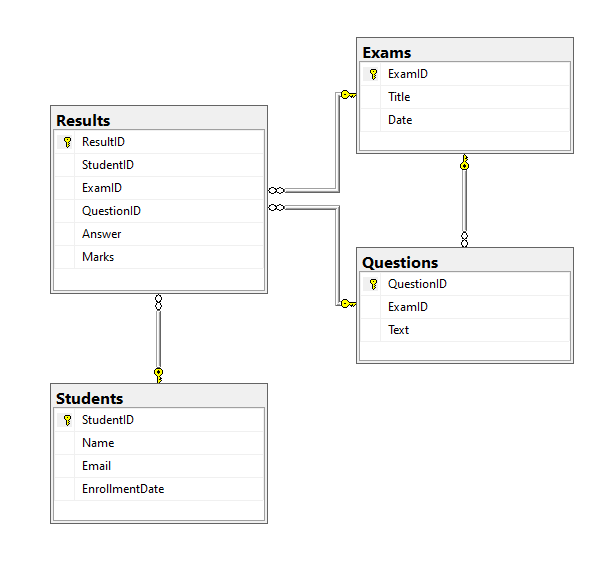 Exams
ExamID
Title
Date
Results
ResultID
StudentID
ExamID
QuestionID
Answer
Marks
Questions
QuestionID
ExamID
Text
Students
StudentID
Name
Email
EnrollmentDate